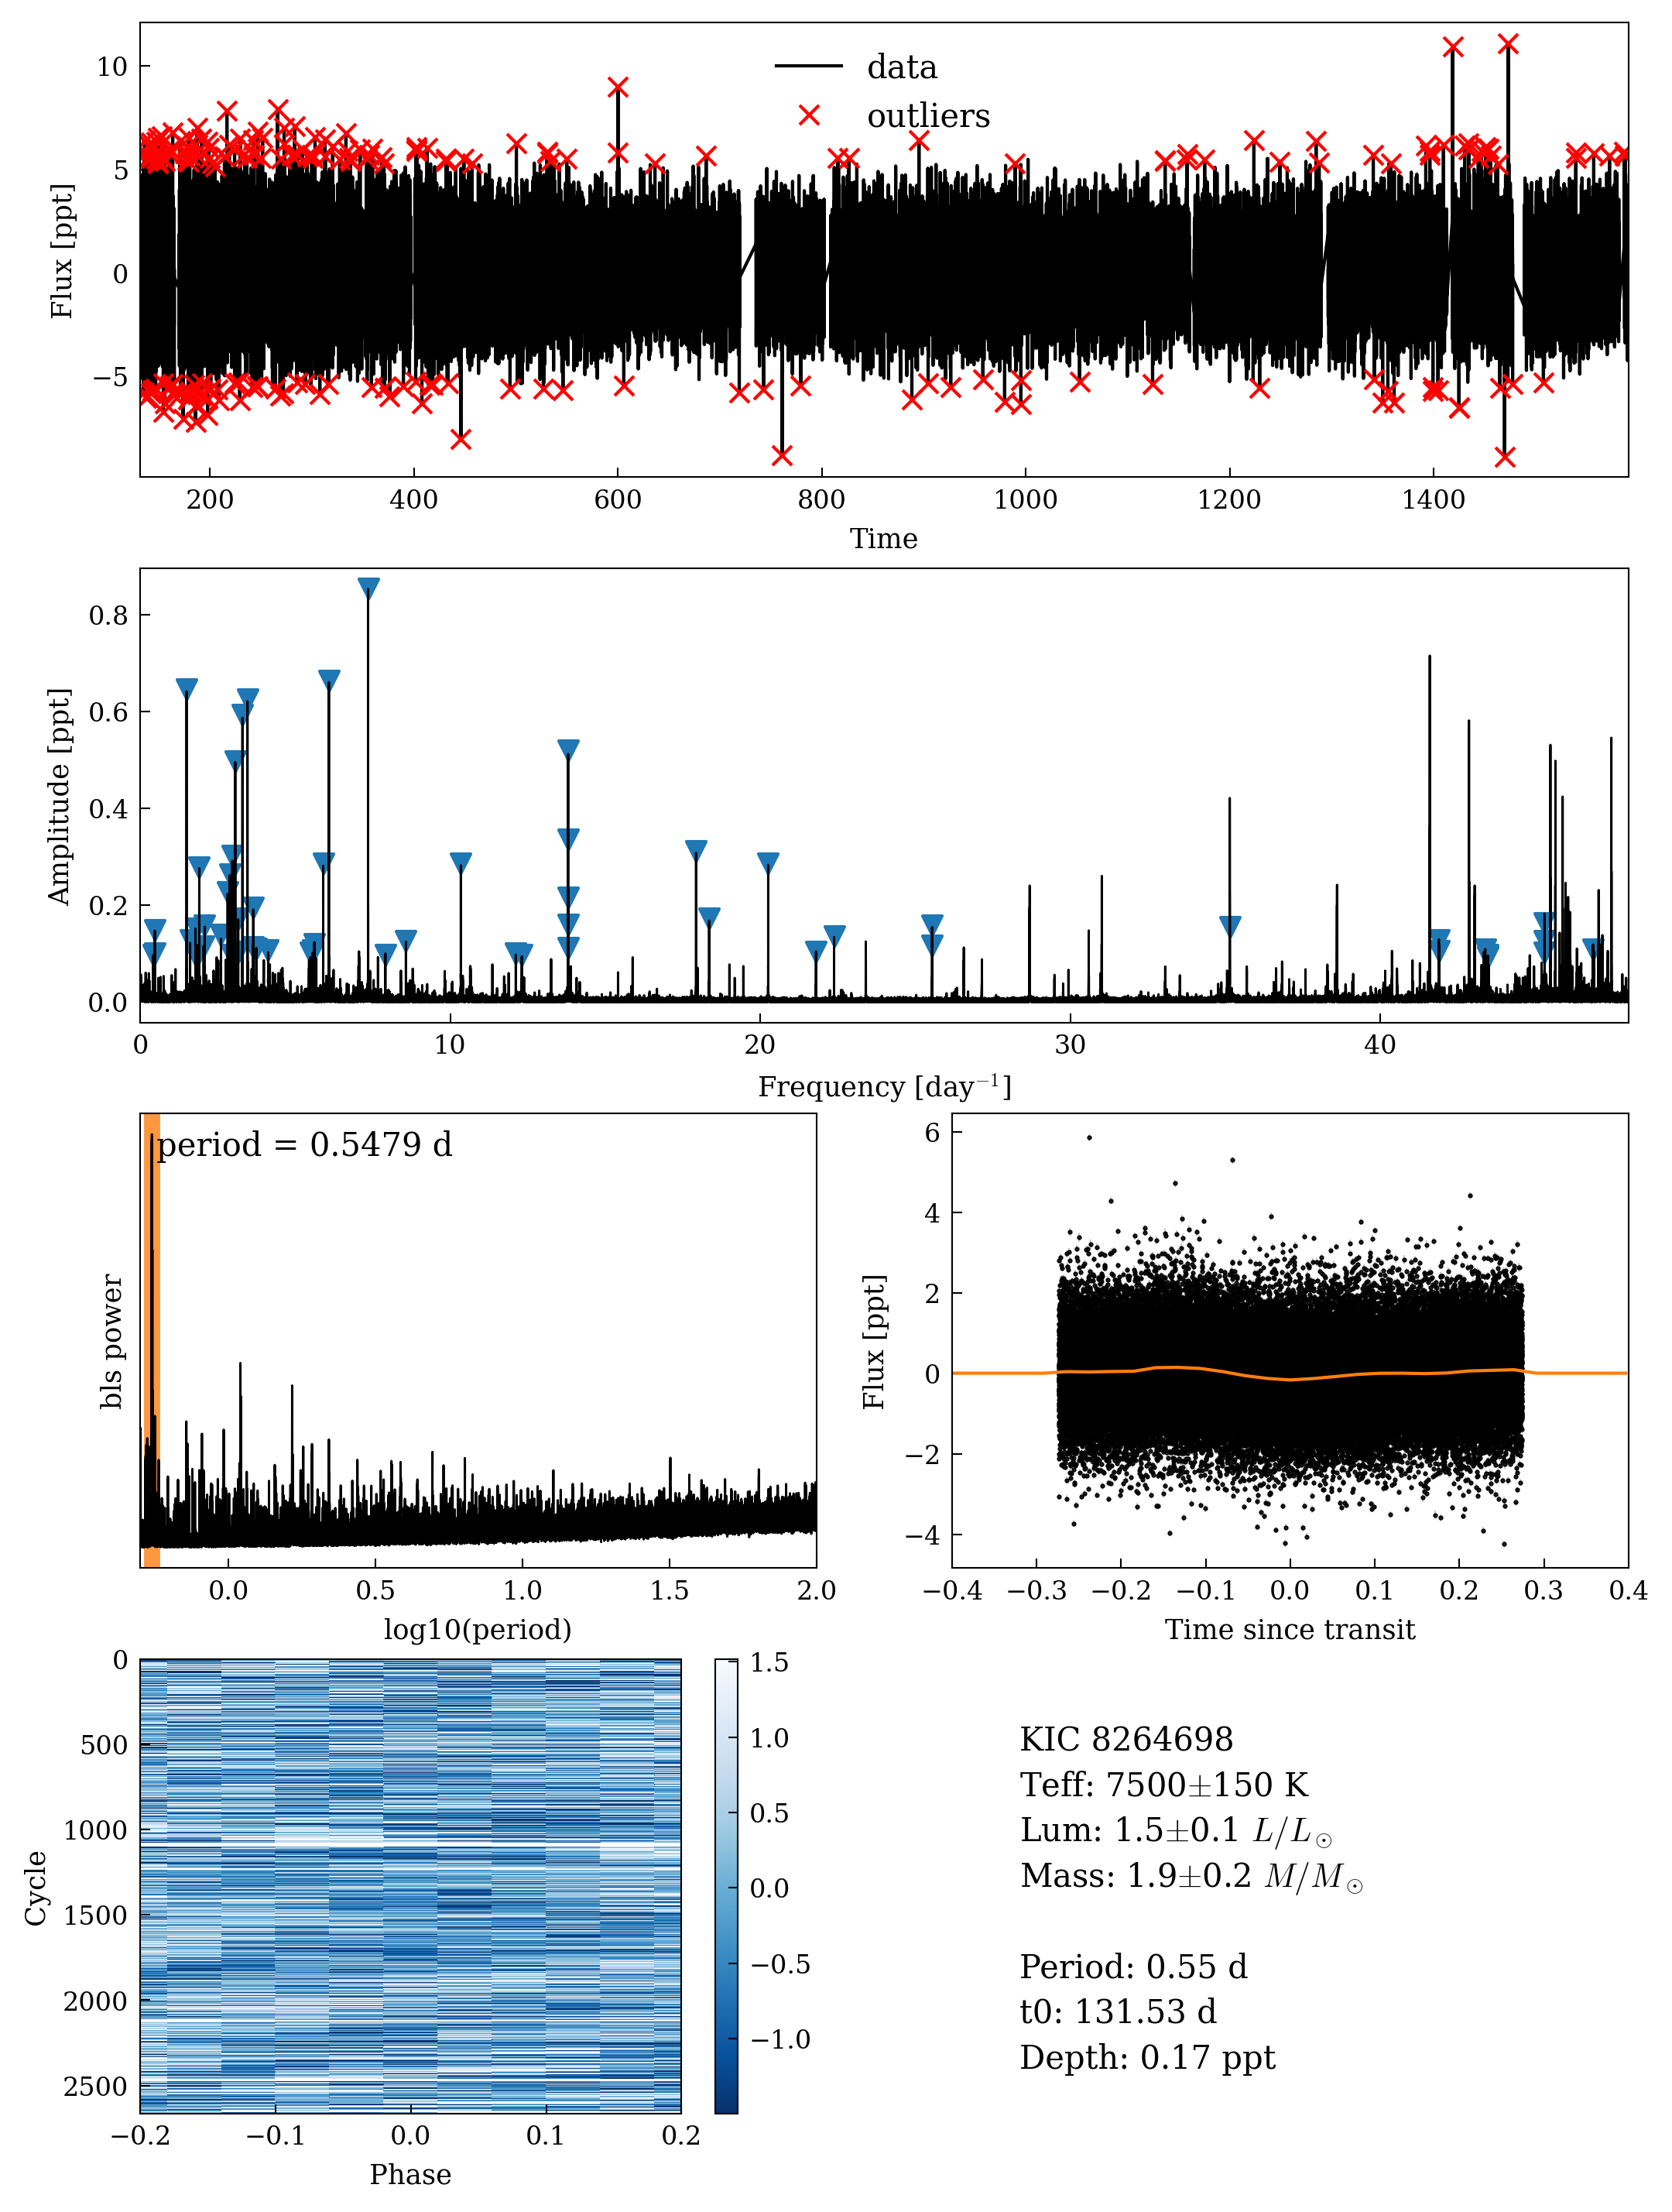 data
outliers
10
5
0
−5
Flux [ppt]
200 400 600 800 1000 1200 1400
Time
0.8
0.6
0.4
0.2
0.0
Amplitude [ppt]
0 10 20 30 40
Frequency [day⁻¹]
period = 0.5479 d
bls power
0.0 0.5 1.0 1.5 2.0
log10(period)
6
4
2
0
−2
−4
Flux [ppt]
−0.4 −0.3 −0.2 −0.1 0.0 0.1 0.2 0.3 0.4
Time since transit
0
500
1000
1500
2000
2500
Cycle
−0.2 −0.1 0.0 0.1 0.2
Phase
1.5
1.0
0.5
0.0
−0.5
−1.0
KIC 8264698
Teff: 7500±150 K
Lum: 1.5±0.1 L/L⊙
Mass: 1.9±0.2 M/M⊙
Period: 0.55 d
t0: 131.53 d
Depth: 0.17 ppt